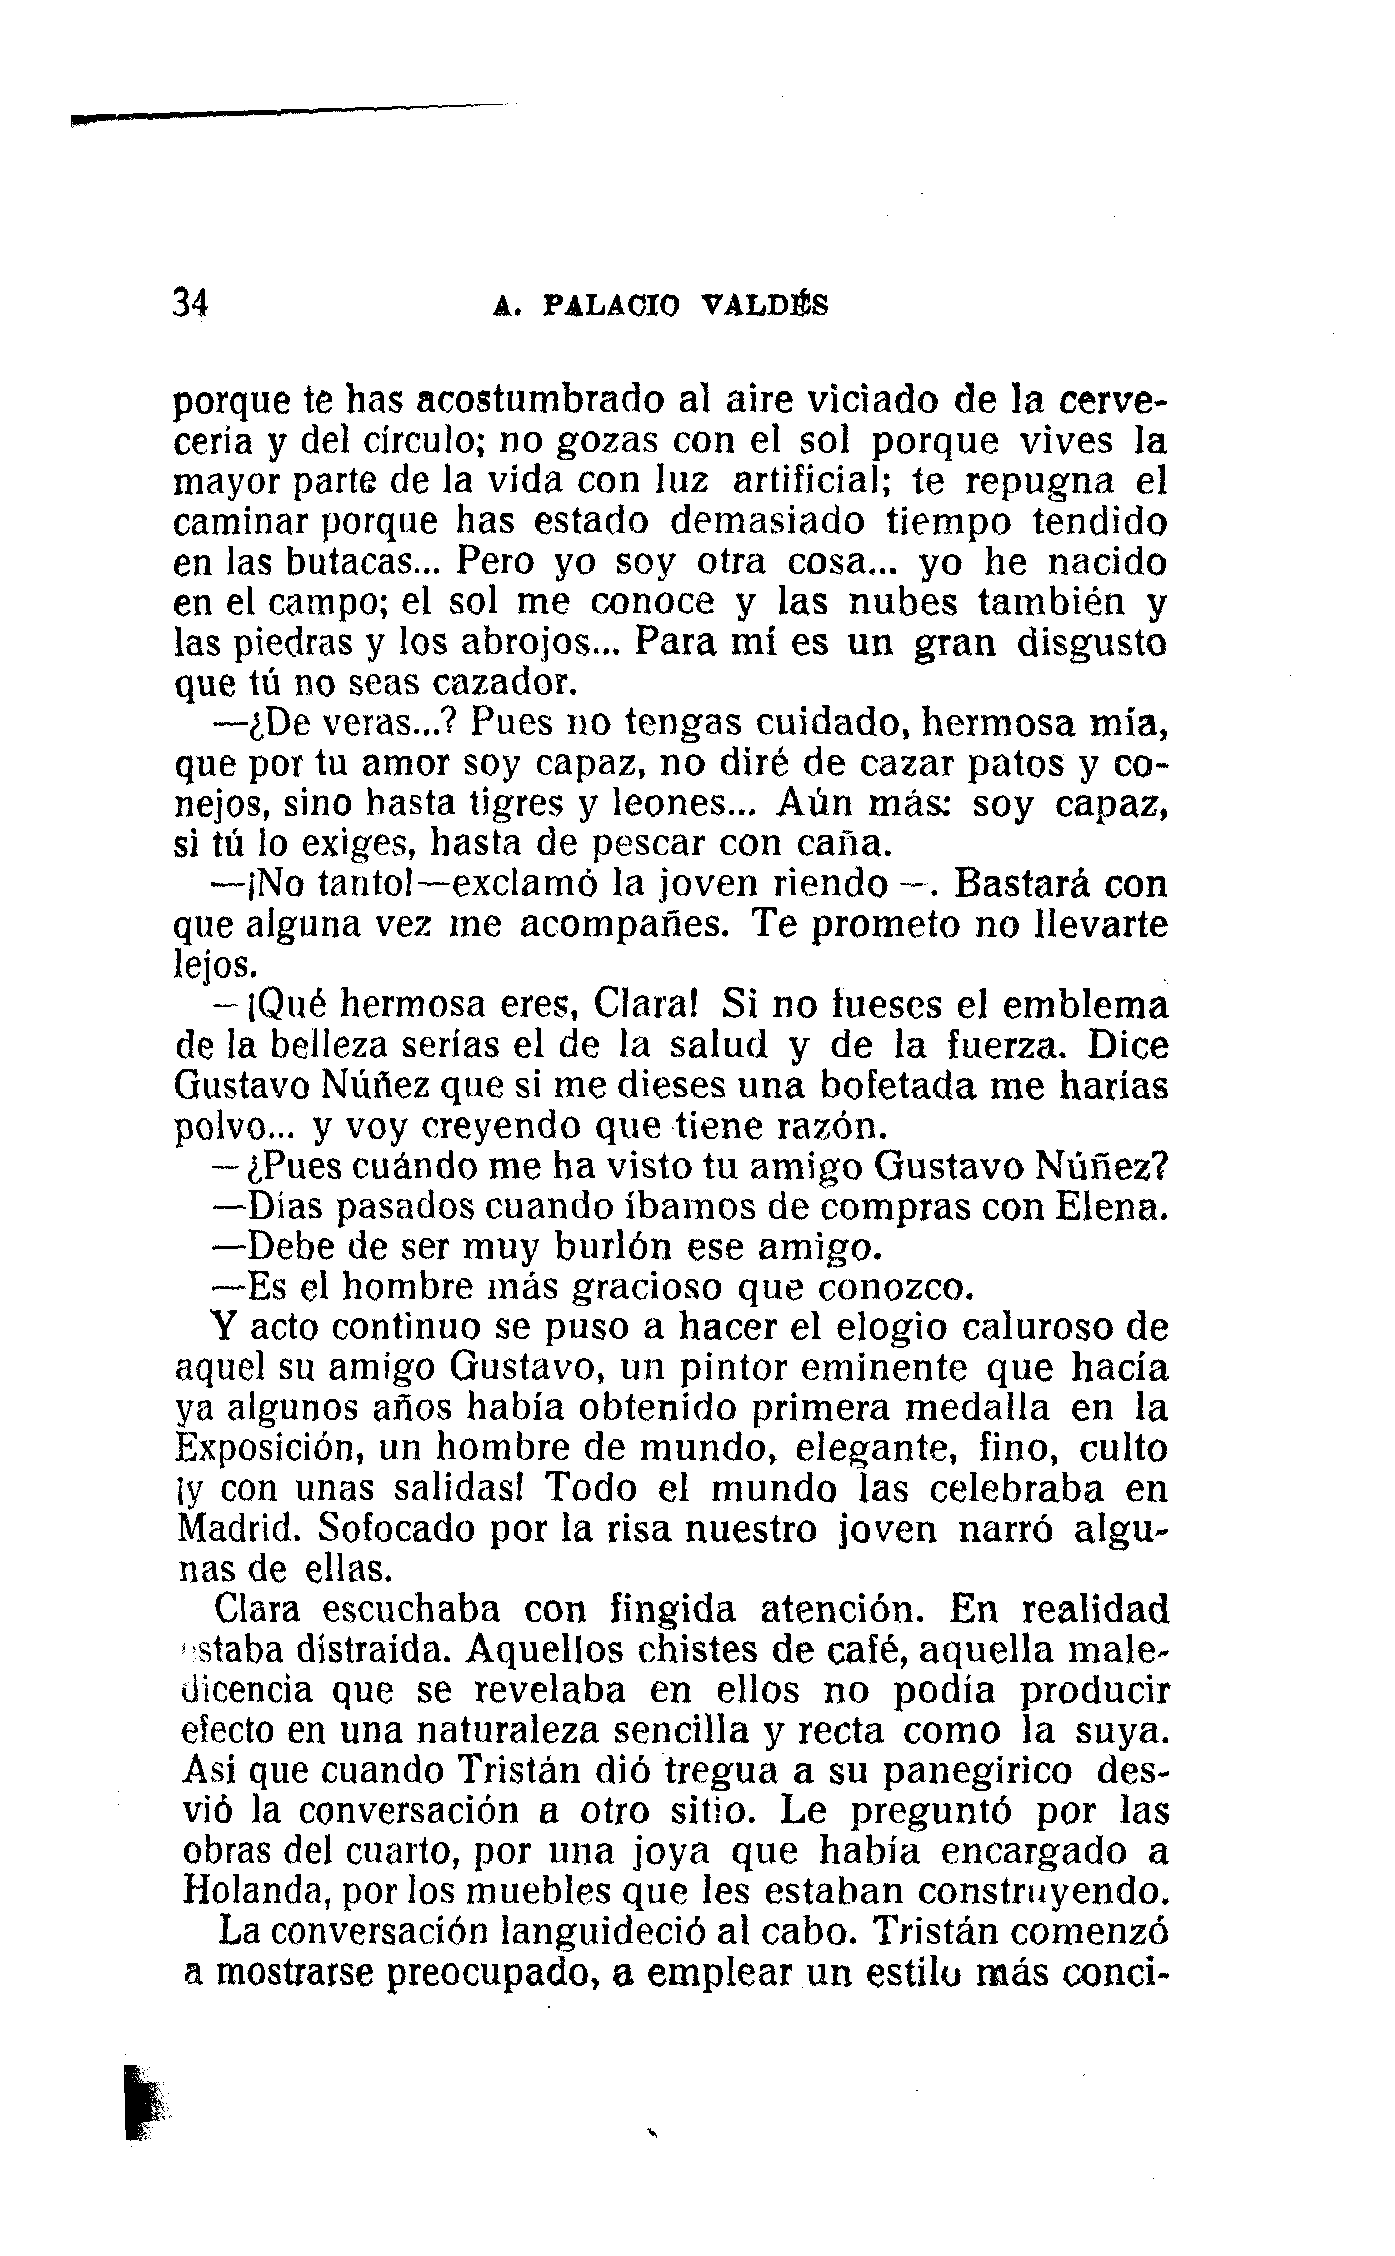 34 A. PALACIO VALDÉS
porque te has acostumbrado al aire viciado de la cerve-
cería y del círculo; no gozas con el sol porque vives la
mayor parte de la vida con luz artificial; te repugna el
caminar porque has estado demasiado tiempo tendido
en las butacas... Pero yo soy otra cosa... yo he nacido
en el campo; el sol me conoce y las nubes también y
las piedras y los abrojos... Para mí es un gran disgusto
que tú no seas cazador.
—¿De veras...? Pues no tengas cuidado, hermosa mía,
que por tu amor soy capaz, no diré de cazar patos y co-
nejos, sino hasta tigres y leones... Aún más: soy capaz,
si tú lo exiges, hasta de pescar con caña.
—¡No tanto!—exclamó la joven riendo—. Bastará con
que alguna vez me acompañes. Te prometo no llevarte
lejos.
—¡Qué hermosa eres, Clara! Si no fueses el emblema
de la belleza serías el de la salud y de la fuerza. Dice
Gustavo Núñez que si me dieses una bofetada me harías
polvo... y voy creyendo que tiene razón.
—¿Pues cuándo me ha visto tu amigo Gustavo Núñez?
—Días pasados cuando íbamos de compras con Elena.
—Debe de ser muy burlón ese amigo.
—Es el hombre más gracioso que conozco.
Y acto continuo se puso a hacer el elogio caluroso de
aquel su amigo Gustavo, un pintor eminente que hacía
ya algunos años había obtenido primera medalla en la
Exposición, un hombre de mundo, elegante, fino, culto
¡y con unas salidas! Todo el mundo las celebraba en
Madrid. Sofocado por la risa nuestro joven narró algu-
nas de ellas.
Clara escuchaba con fingida atención. En realidad
estaba distraída. Aquellos chistes de café, aquella male-
dicencia que se revelaba en ellos no podía producir
efecto en una naturaleza sencilla y recta como la suya.
Así que cuando Tristán dió tregua a su panegírico des-
vió la conversación a otro sitio. Le preguntó por las
obras del cuarto, por una joya que había encargado a
Holanda, por los muebles que les estaban construyendo.
La conversación languideció al cabo. Tristán comenzó
a mostrarse preocupado, a emplear un estilo más conci-